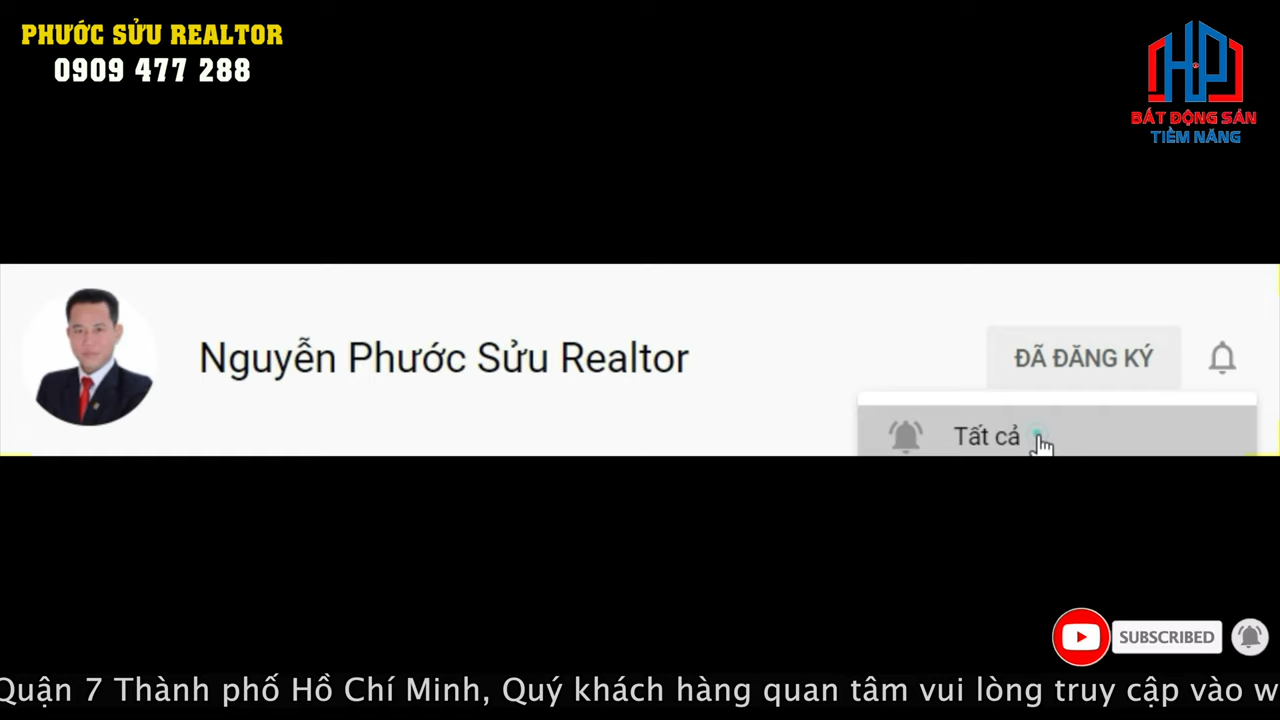 PHƯỚC SỬU REALTOR
0909 477 288
HP
BẤT ĐỘNG SẢN
TIỀM NĂNG
Nguyễn Phước Sửu Realtor
ĐÃ ĐĂNG KÝ
Tất cả
SUBSCRIBED
Quận 7 Thành phố Hồ Chí Minh, Quý khách hàng quan tâm vui lòng truy cập vào w